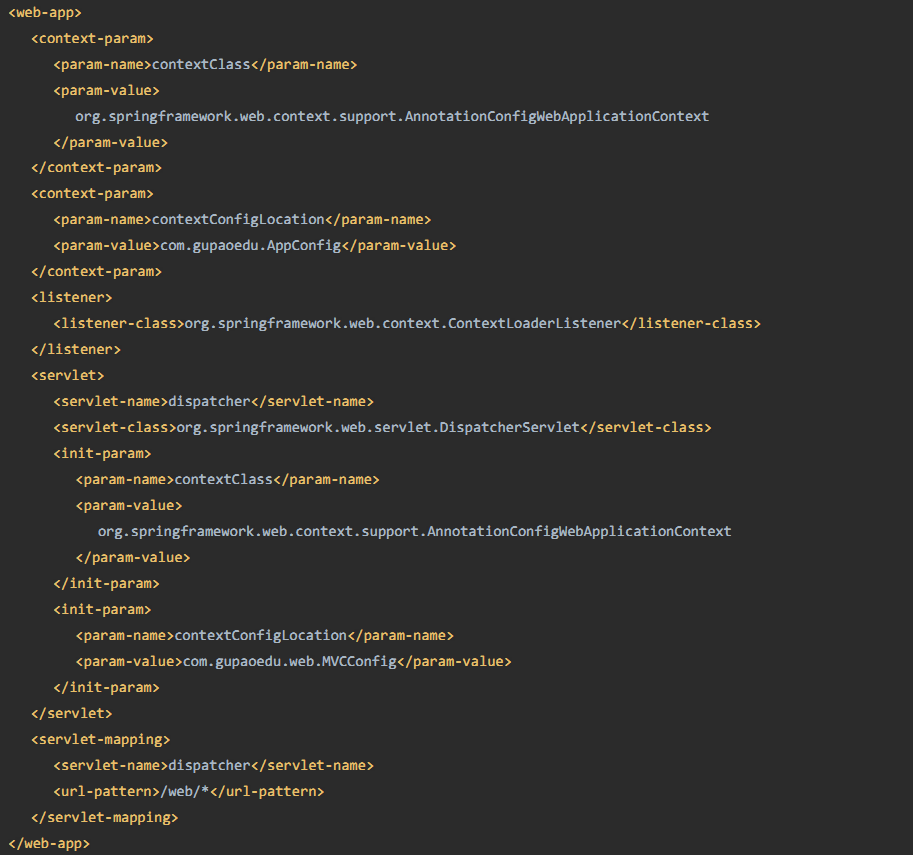 <web-app>
<context-param>
<param-name>contextClass</param-name>
<param-value>
org.springframework.web.context.support.AnnotationConfigWebApplicationContext
</param-value>
</context-param>
<context-param>
<param-name>contextConfigLocation</param-name>
<param-value>com.gupaoedu.AppConfig</param-value>
</context-param>
<listener>
<listener-class>org.springframework.web.context.ContextLoaderListener</listener-class>
</listener>
<servlet>
<servlet-name>dispatcher</servlet-name>
<servlet-class>org.springframework.web.servlet.DispatcherServlet</servlet-class>
<init-param>
<param-name>contextClass</param-name>
<param-value>
org.springframework.web.context.support.AnnotationConfigWebApplicationContext
</param-value>
</init-param>
<init-param>
<param-name>contextConfigLocation</param-name>
<param-value>com.gupaoedu.web.MVCConfig</param-value>
</init-param>
</servlet>
<servlet-mapping>
<servlet-name>dispatcher</servlet-name>
<url-pattern>/web/*</url-pattern>
</servlet-mapping>
</web-app>